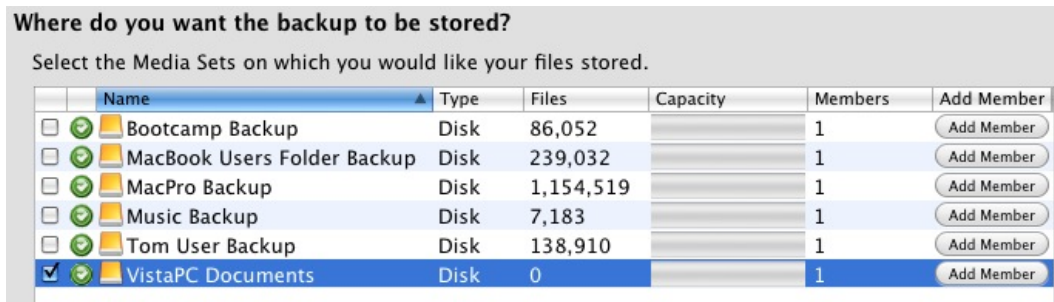 Where do you want the backup to be stored?
Select the Media Sets on which you would like your files stored.
Name Type Files Capacity Members Add Member
Bootcamp Backup Disk 86,052 1 Add Member
MacBook Users Folder Backup Disk 239,032 1 Add Member
MacPro Backup Disk 1,154,519 1 Add Member
Music Backup Disk 7,183 1 Add Member
Tom User Backup Disk 138,910 1 Add Member
VistaPC Documents Disk 0 1 Add Member